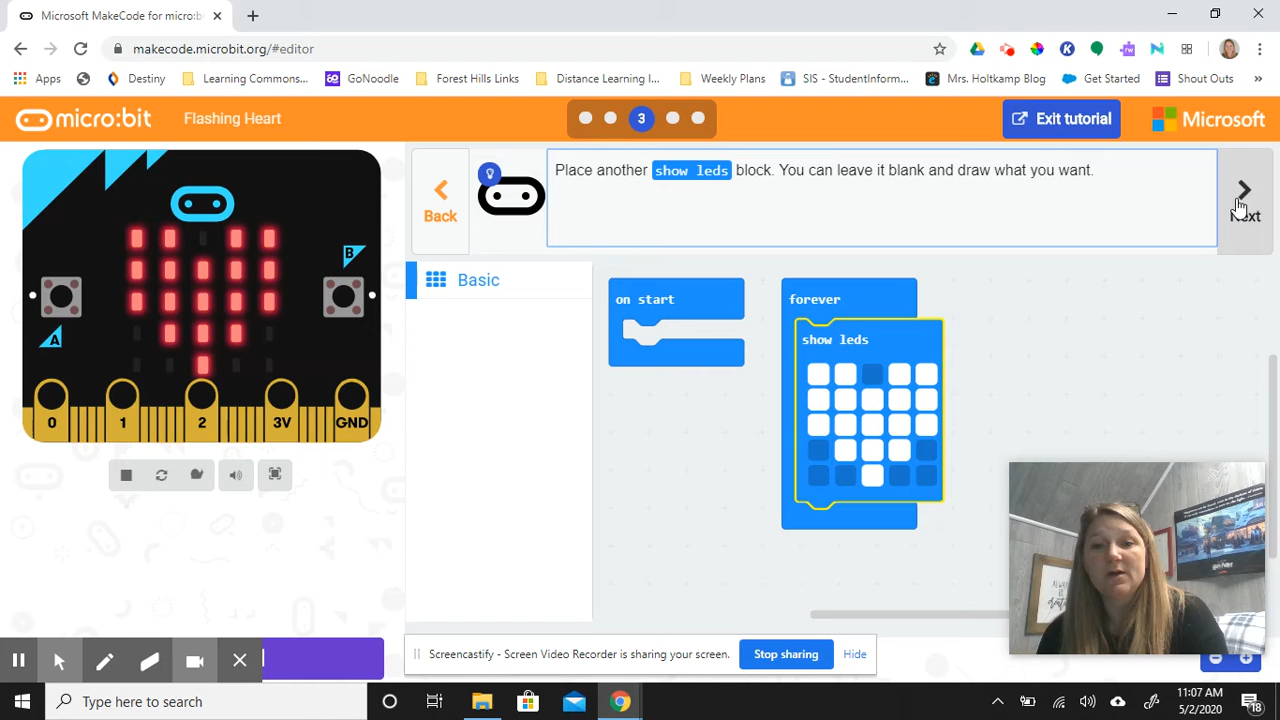 Microsoft MakeCode for micro:b
makecode.microbit.org/#editor
Apps
Destiny
Learning Commons...
GoNoodle
Forest Hills Links
Distance Learning I...
Weekly Plans
SIS - StudentInform...
Mrs. Holtkamp Blog
Get Started
Shout Outs
»
micro:bit
Flashing Heart
3
Exit tutorial
Microsoft
Back
Place another show leds block. You can leave it blank and draw what you want.
Next
B
A
0 1 2 3V GND
Basic
on start
forever
show leds
Screencastify - Screen Video Recorder is sharing your screen.
Stop sharing
Hide
Type here to search
11:07 AM
5/2/2020
18